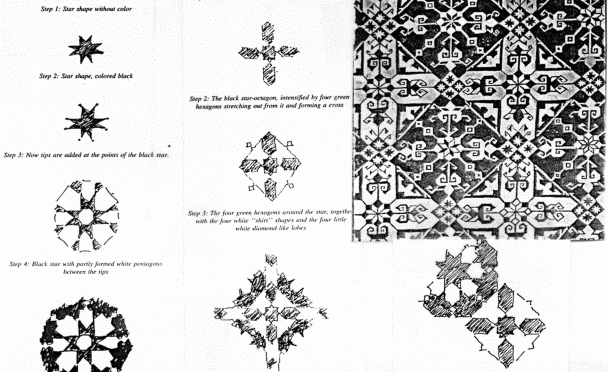 Step 1: Star shape without color
Step 2: Star shape, colored black
Step 3: Now tips are added at the points of the black star.
Step 4: Black star with partly formed white pentagons
between the tips
Step 2: The black star-octagon, intensified by four green
hexagons stretching out from it and forming a cross
Step 3: The four green hexagons around the star, together
with the four white "shirt" shapes and the four little
white diamond-like lobes